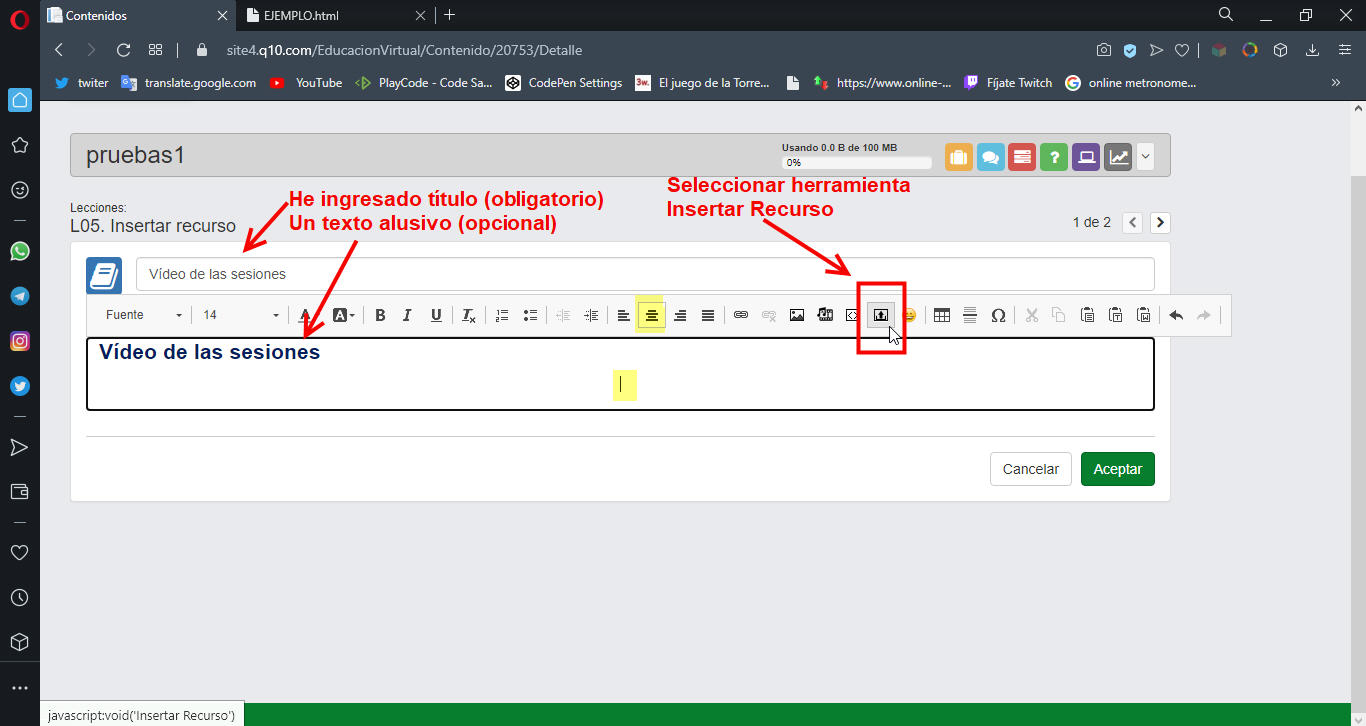 Contenidos
EJEMPLO.html
site4.q10.com/EducacionVirtual/Contenido/20753/Detalle
twiter
translate.google.com
YouTube
PlayCode - Code Sa...
CodePen Settings
3w.
El juego de la Torre...
https://www.online-...
Fíjate Twitch
online metronome...
»
pruebas1
Usando 0.0 B de 100 MB
0%
?
He ingresado título (obligatorio)
Un texto alusivo (opcional)
Seleccionar herramienta
Insertar Recurso
Lecciones:
L05. Insertar recurso
1 de 2
Vídeo de las sesiones
Fuente
14
A
A
B
I
U
Ix
Ω
Vídeo de las sesiones
Cancelar
Aceptar
javascript:void('Insertar Recurso')